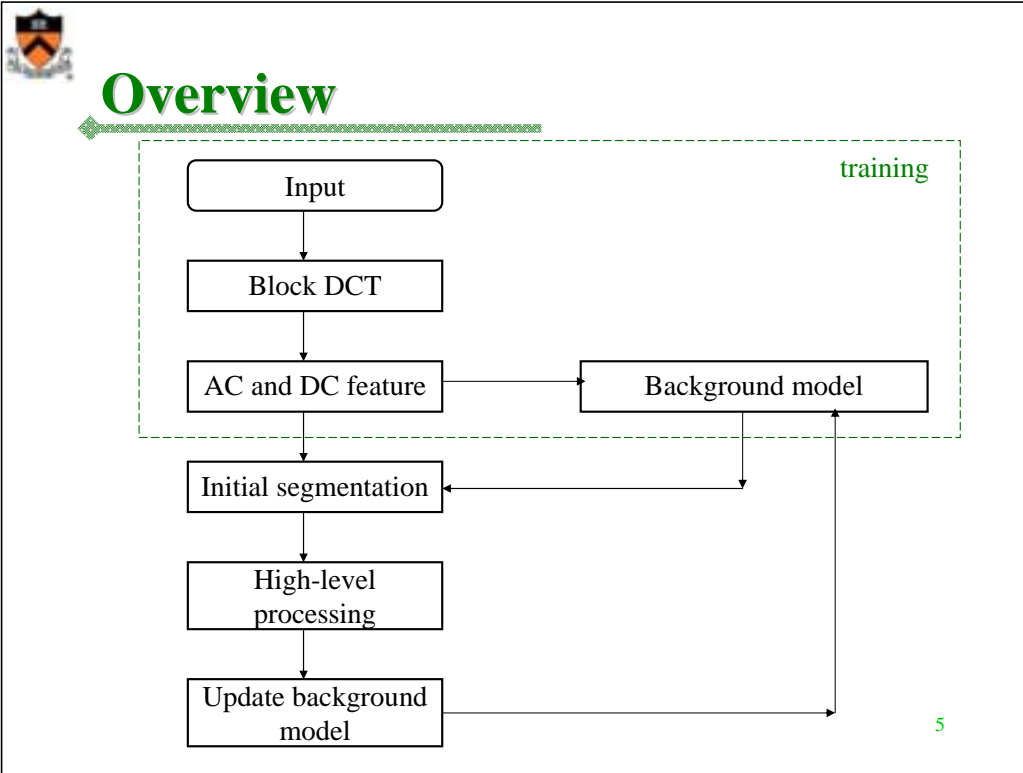 Overview
training
Input
Block DCT
AC and DC feature
Background model
Initial segmentation
High-level
processing
Update background
model
5